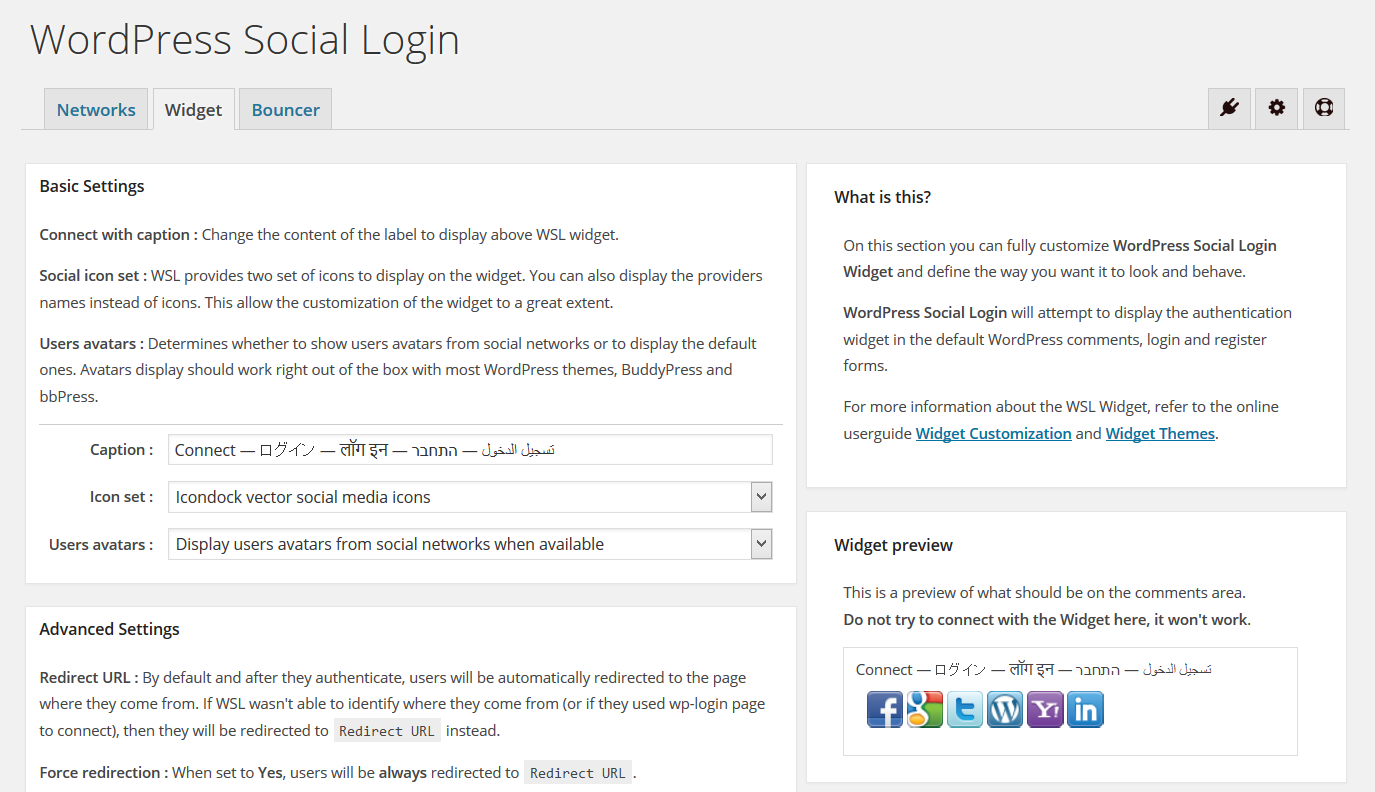 WordPress Social Login
Networks
Widget
Bouncer
Basic Settings
Connect with caption : Change the content of the label to display above WSL widget.
Social icon set : WSL provides two set of icons to display on the widget. You can also display the providers
names instead of icons. This allow the customization of the widget to a great extent.
Users avatars : Determines whether to show users avatars from social networks or to display the default
ones. Avatars display should work right out of the box with most WordPress themes, BuddyPress and
bbPress.
Caption : Connect — ログイン — लॉग इन — התחבר — تسجيل الدخول
Icon set : Icondock vector social media icons
Users avatars : Display users avatars from social networks when available
Advanced Settings
Redirect URL : By default and after they authenticate, users will be automatically redirected to the page
where they come from. If WSL wasn't able to identify where they come from (or if they used wp-login page
to connect), then they will be redirected to Redirect URL instead.
Force redirection : When set to Yes, users will be always redirected to Redirect URL.
What is this?
On this section you can fully customize WordPress Social Login
Widget and define the way you want it to look and behave.
WordPress Social Login will attempt to display the authentication
widget in the default WordPress comments, login and register
forms.
For more information about the WSL Widget, refer to the online
userguide Widget Customization and Widget Themes.
Widget preview
This is a preview of what should be on the comments area.
Do not try to connect with the Widget here, it won't work.
Connect — ログイン — लॉग इन — התחבר — تسجيل الدخول